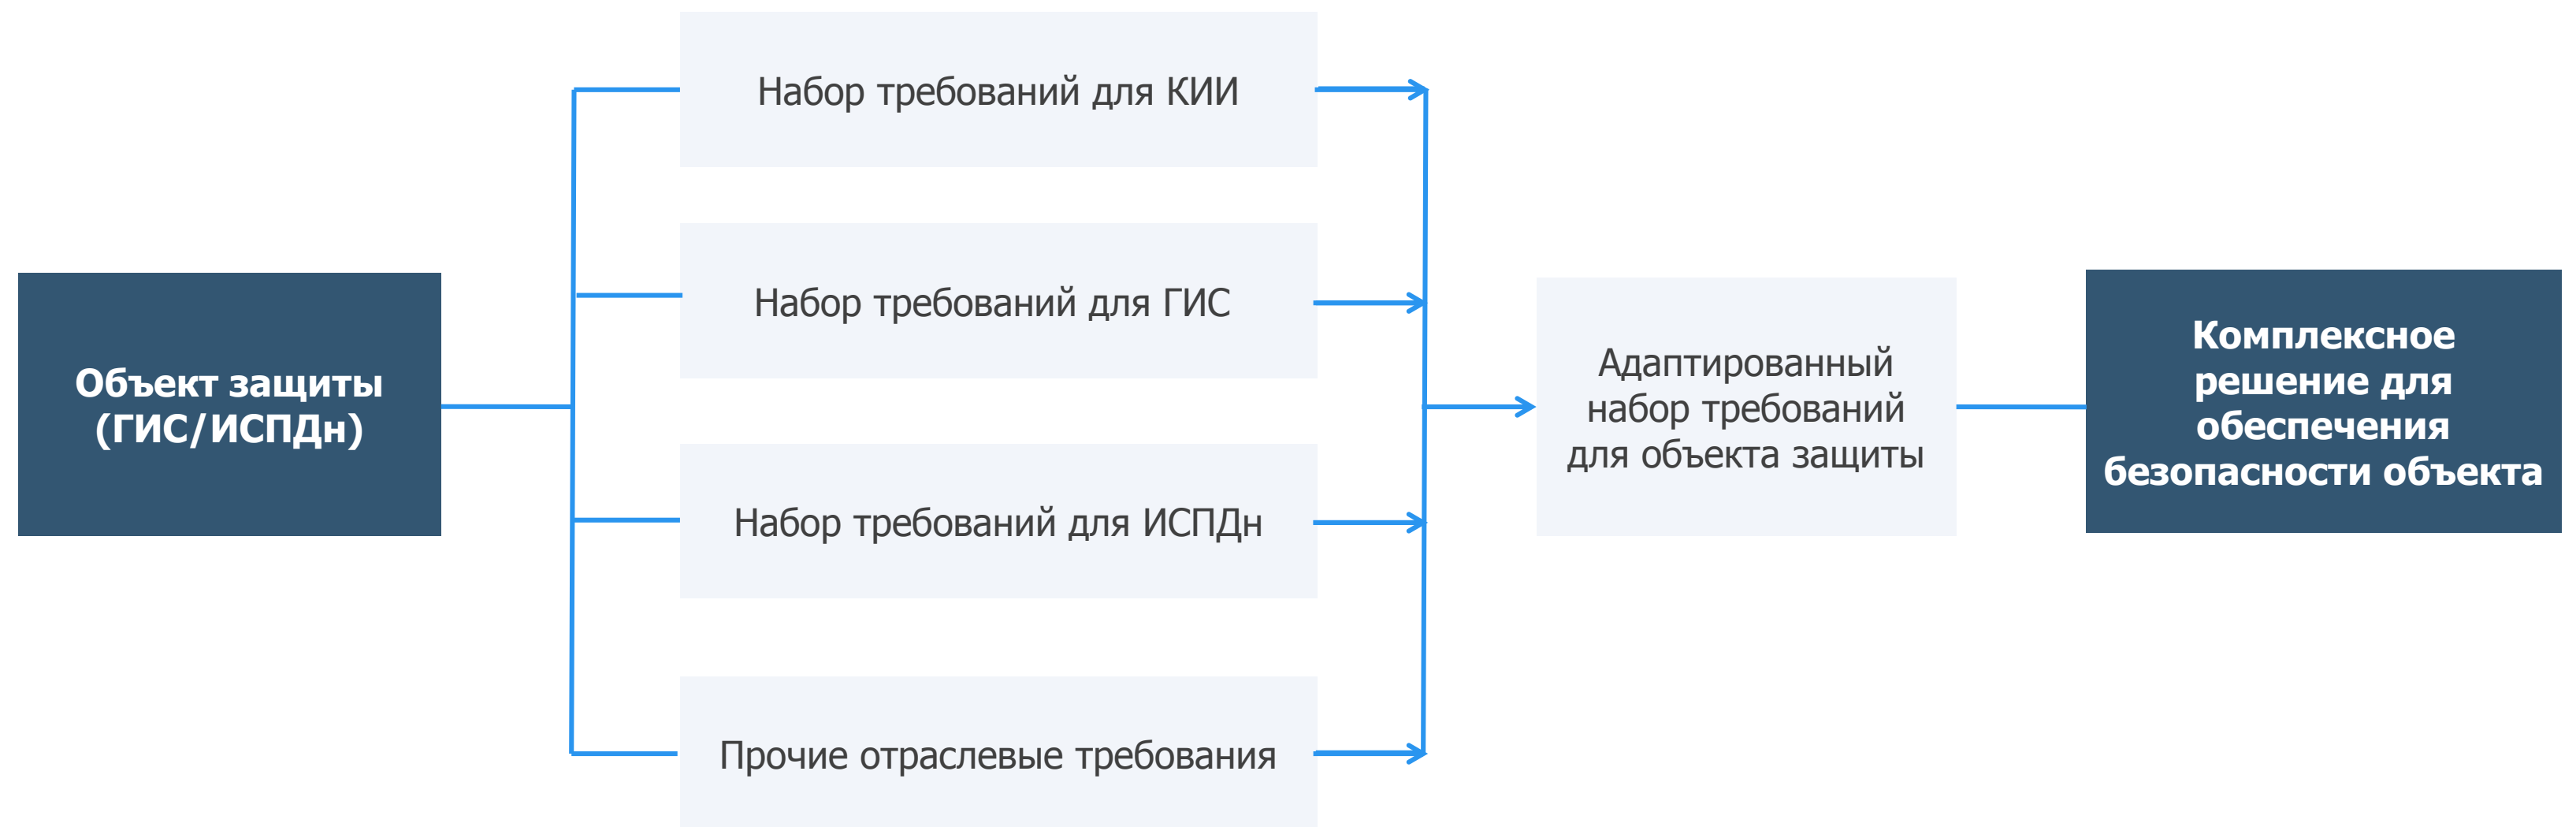 Объект защиты
(ГИС/ИСПДн)
Набор требований для КИИ
Набор требований для ГИС
Набор требований для ИСПДн
Прочие отраслевые требования
Адаптированный
набор требований
для объекта защиты
Комплексное
решение для
обеспечения
безопасности объекта